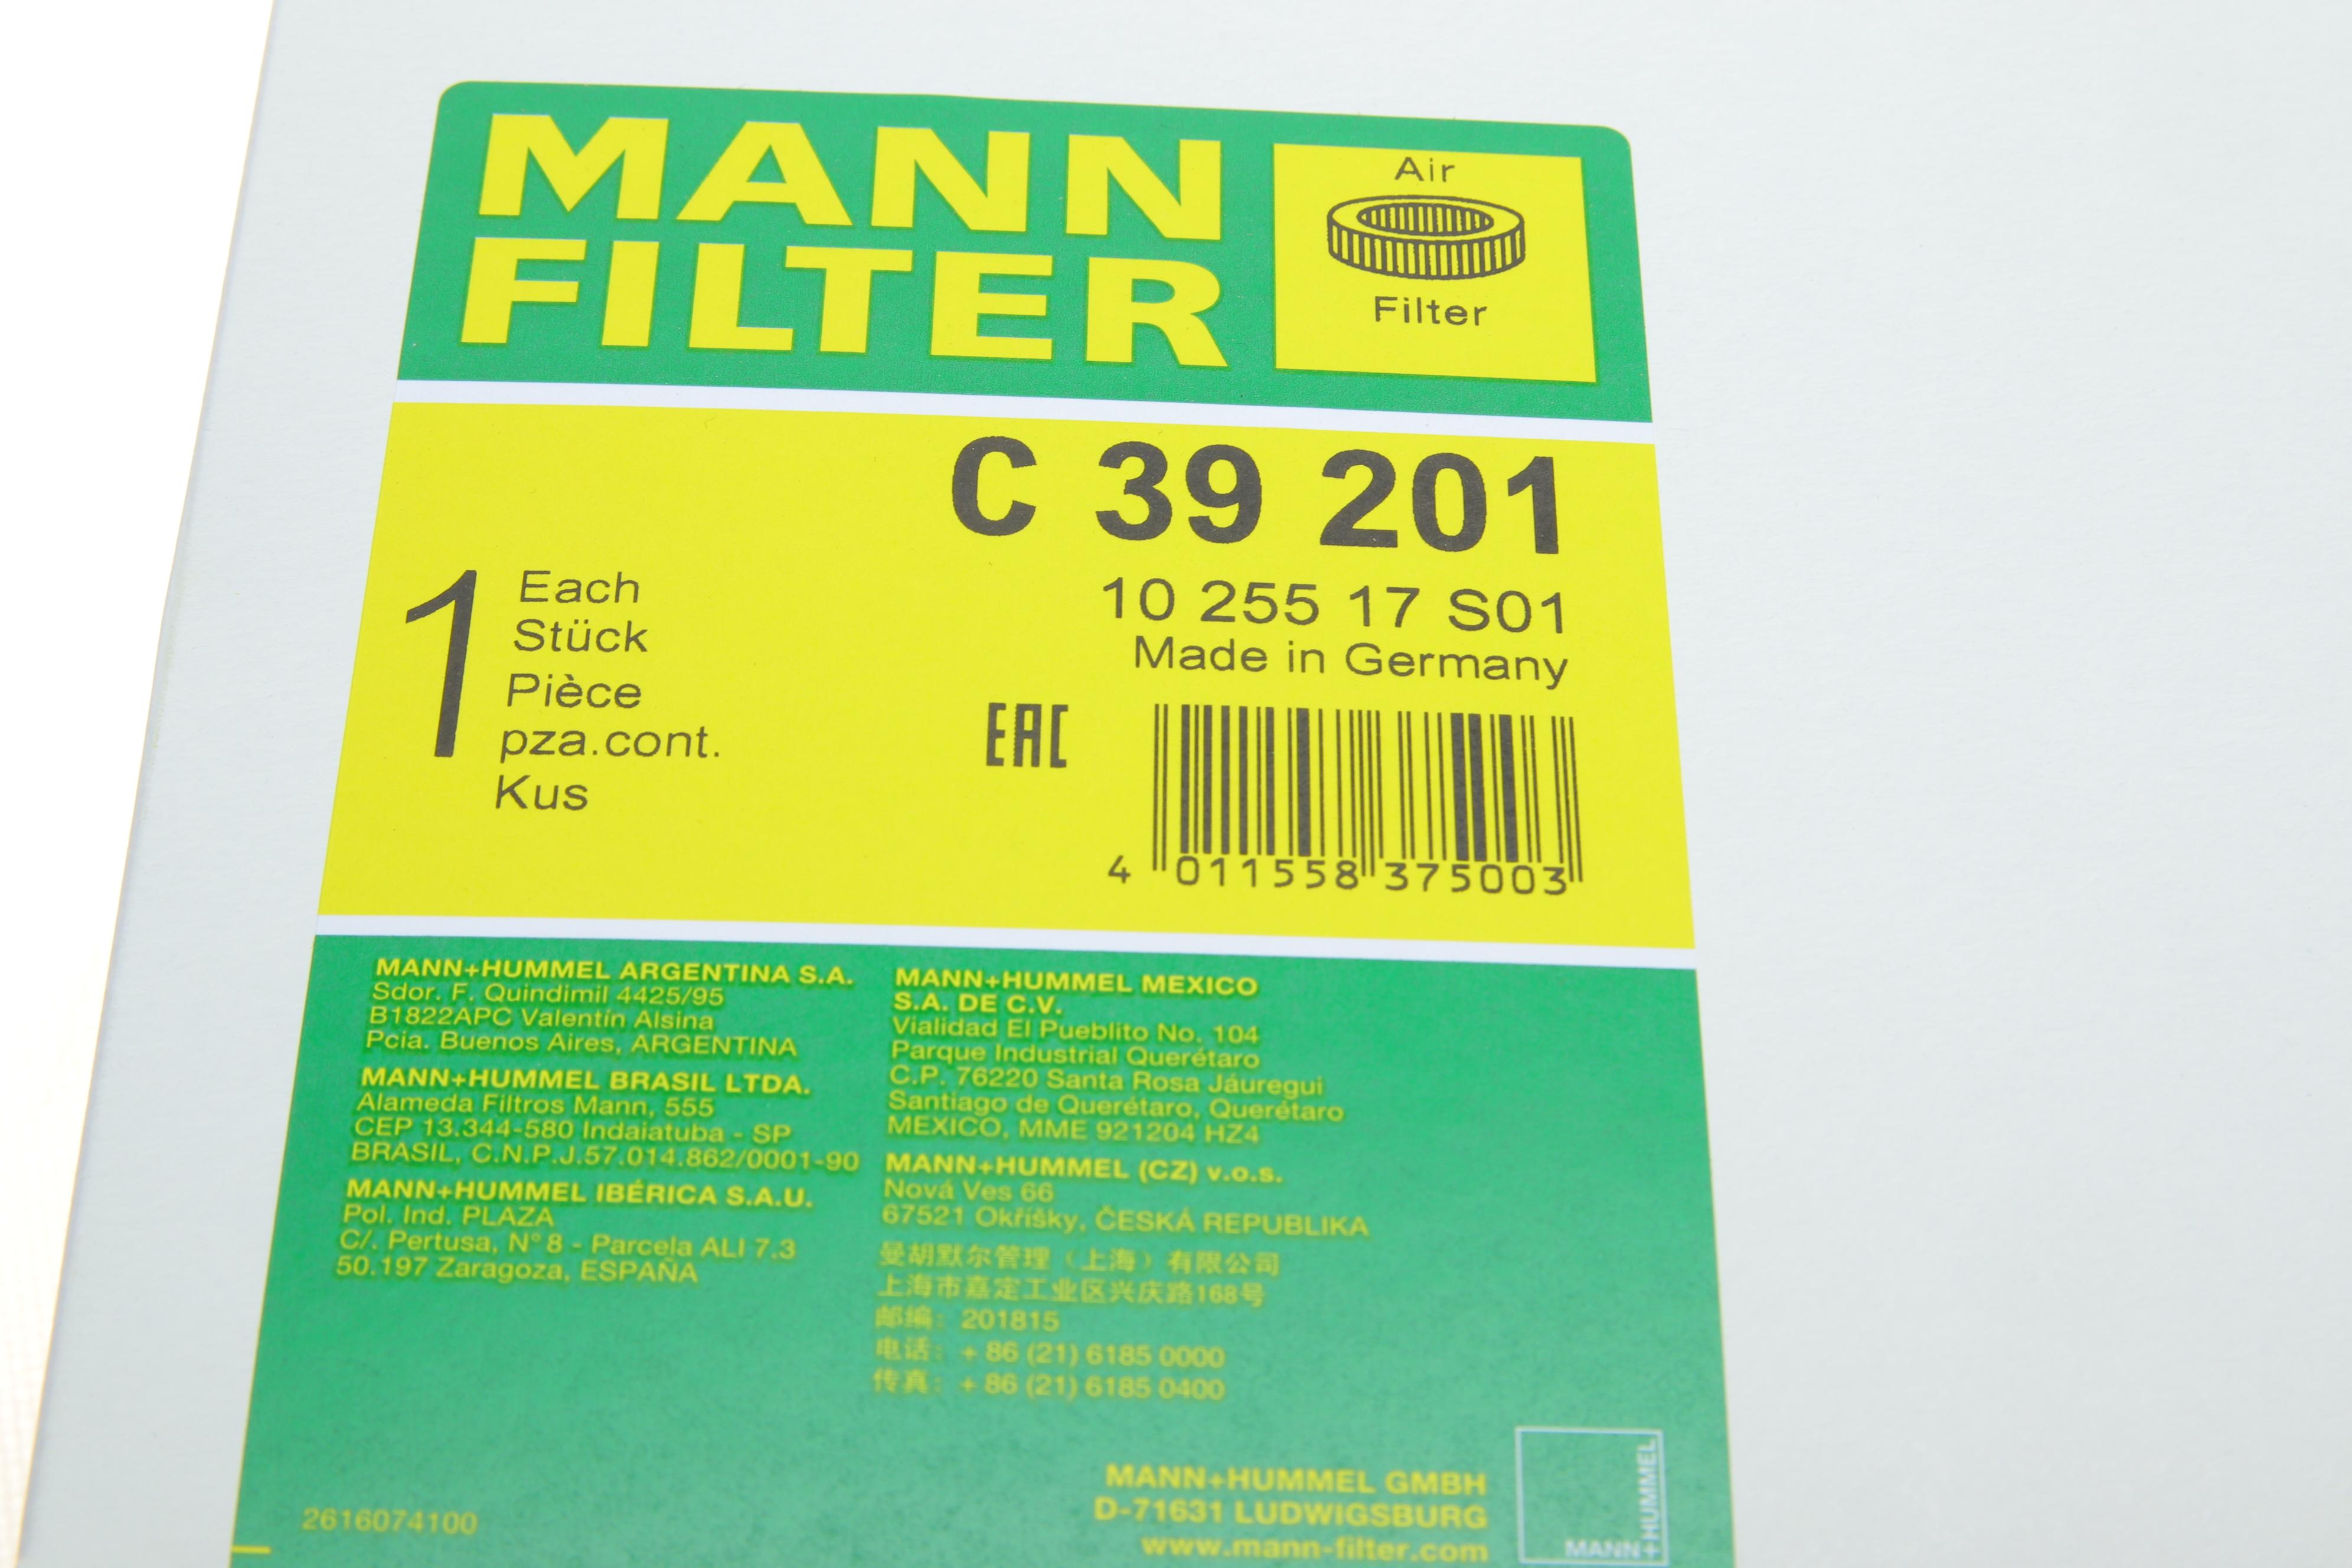 MANN
FILTER
Air
Filter
C 39 201
10 255 17 S01
Made in Germany
1
Each
Stück
Pièce
pza.cont.
Kus
EAC
4 011558 375003
MANN+HUMMEL ARGENTINA S.A.
Sdor. F. Quindimil 4425/95
B1822APC Valentín Alsina
Pcia. Buenos Aires, ARGENTINA
MANN+HUMMEL BRASIL LTDA.
Alameda Filtros Mann, 555
CEP 13.344-580 Indaiatuba - SP
BRASIL, C.N.P.J.57.014.862/0001-90
MANN+HUMMEL IBÉRICA S.A.U.
Pol. Ind. PLAZA
C/. Pertusa, N° 8 - Parcela ALI 7.3
50.197 Zaragoza, ESPAÑA
MANN+HUMMEL MEXICO
S.A. DE C.V.
Vialidad El Pueblito No. 104
Parque Industrial Querétaro
C.P. 76220 Santa Rosa Jáuregui
Santiago de Querétaro, Querétaro
MEXICO, MME 921204 HZ4
MANN+HUMMEL (CZ) v.o.s.
Nová Ves 66
67521 Okříšky, ČESKÁ REPUBLIKA
曼胡默尔管理（上海）有限公司
上海市嘉定工业区兴庆路168号
邮编：201815
电话：+ 86 (21) 6185 0000
传真：+ 86 (21) 6185 0400
MANN+HUMMEL GMBH
D-71631 LUDWIGSBURG
www.mann-filter.com
MANN+HUMMEL
2616074100